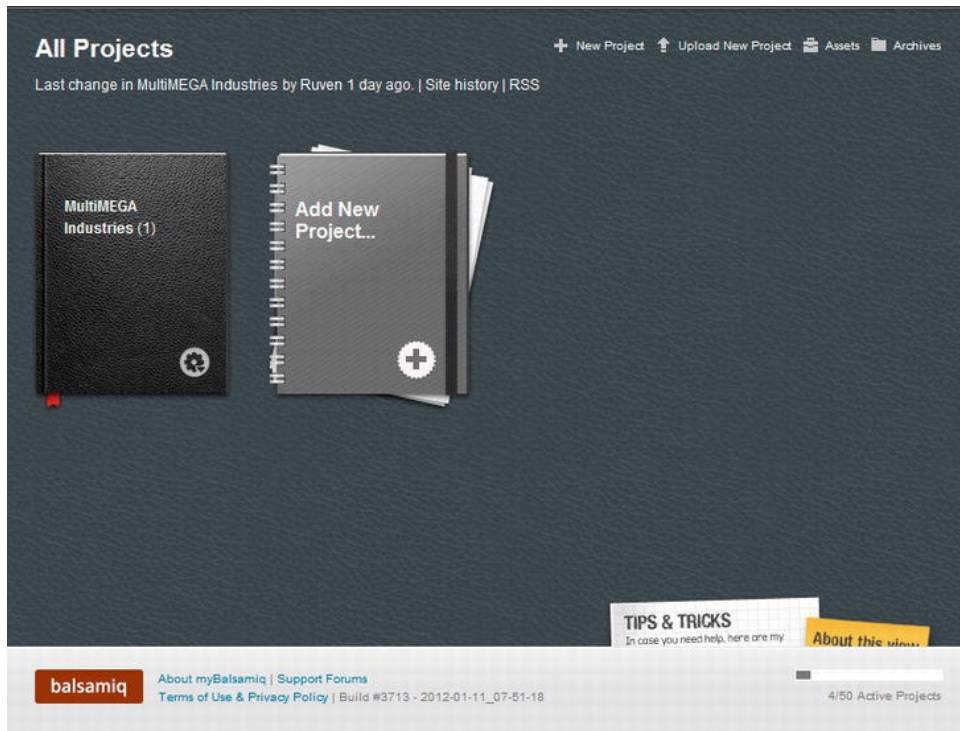 All Projects
New Project Upload New Project Assets Archives
Last change in MultiMEGA Industries by Ruven 1 day ago. | Site history | RSS
MultiMEGA
Industries (1)
Add New
Project...
TIPS & TRICKS
In case you need help, here are my
About this view
balsamiq
About myBalsamiq | Support Forums
Terms of Use & Privacy Policy | Build #3713 - 2012-01-11_07-51-18
4/50 Active Projects